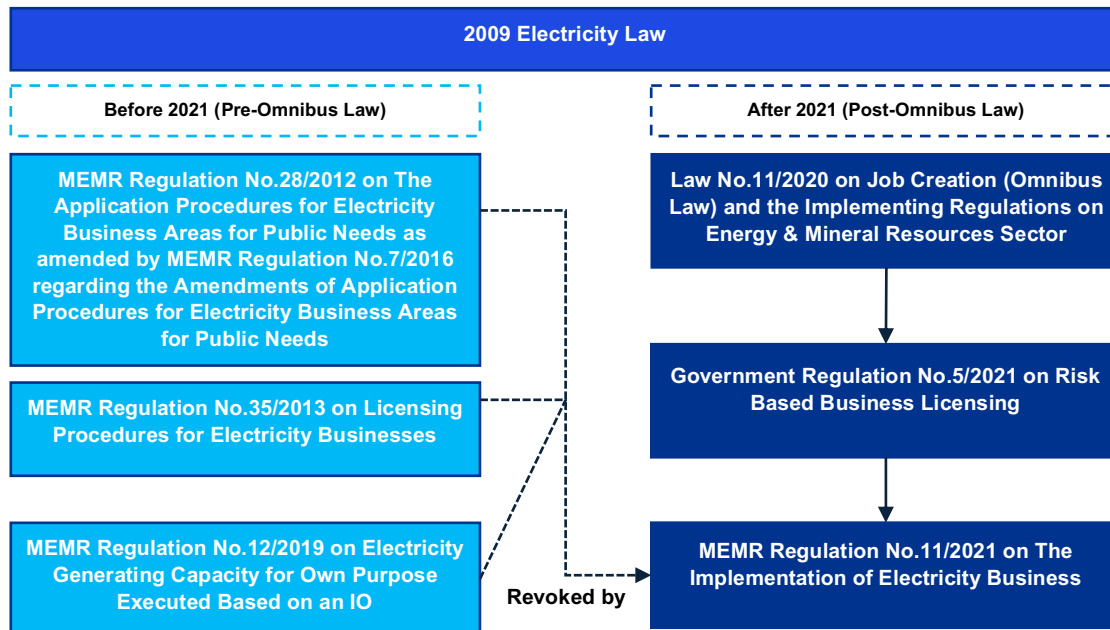 2009 Electricity Law
Before 2021 (Pre-Omnibus Law)
MEMR Regulation No.28/2012 on The
Application Procedures for Electricity
Business Areas for Public Needs as
amended by MEMR Regulation No.7/2016
regarding the Amendments of Application
Procedures for Electricity Business Areas
for Public Needs
MEMR Regulation No.35/2013 on Licensing
Procedures for Electricity Businesses
MEMR Regulation No.12/2019 on Electricity
Generating Capacity for Own Purpose
Executed Based on an IO
Revoked by
After 2021 (Post-Omnibus Law)
Law No.11/2020 on Job Creation (Omnibus
Law) and the Implementing Regulations on
Energy & Mineral Resources Sector
Government Regulation No.5/2021 on Risk
Based Business Licensing
MEMR Regulation No.11/2021 on The
Implementation of Electricity Business